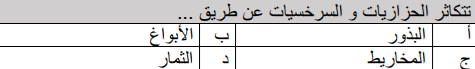 تتكاثر الحزازيات و السرخسيات عن طريق ...
أ البذور ب الأبواغ
ج المخاريط د الثمار